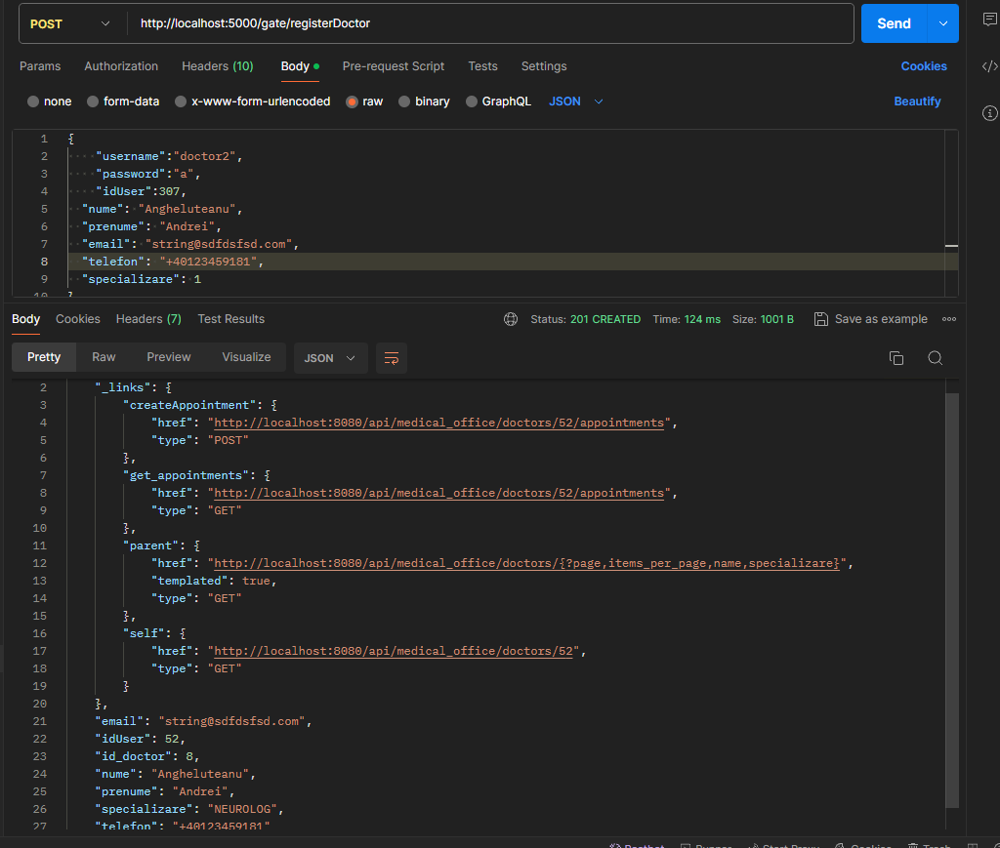 POST http://localhost:5000/gate/registerDoctor Send
Params Authorization Headers (10) Body Pre-request Script Tests Settings Cookies
none form-data x-www-form-urlencoded raw binary GraphQL JSON Beautify
1 {
2 "username":"doctor2",
3 "password":"a",
4 "idUser":307,
5 "nume": "Angheluteanu",
6 "prenume": "Andrei",
7 "email": "string@sdfdsfsd.com",
8 "telefon": "+40123459181",
9 "specializare": 1
10 }
Body Cookies Headers (7) Test Results Status: 201 CREATED Time: 124 ms Size: 1001 B Save as example
Pretty Raw Preview Visualize JSON
2 "_links": {
3 "createAppointment": {
4 "href": "http://localhost:8080/api/medical_office/doctors/52/appointments",
5 "type": "POST"
6 },
7 "get_appointments": {
8 "href": "http://localhost:8080/api/medical_office/doctors/52/appointments",
9 "type": "GET"
10 },
11 "parent": {
12 "href": "http://localhost:8080/api/medical_office/doctors/{?page,items_per_page,name,specializare}",
13 "templated": true,
14 "type": "GET"
15 },
16 "self": {
17 "href": "http://localhost:8080/api/medical_office/doctors/52",
18 "type": "GET"
19 }
20 },
21 "email": "string@sdfdsfsd.com",
22 "idUser": 52,
23 "id_doctor": 8,
24 "nume": "Angheluteanu",
25 "prenume": "Andrei",
26 "specializare": "NEUROLOG",
27 "telefon": "+40123459181"
Postbot Runner Start Proxy Cookies Trash